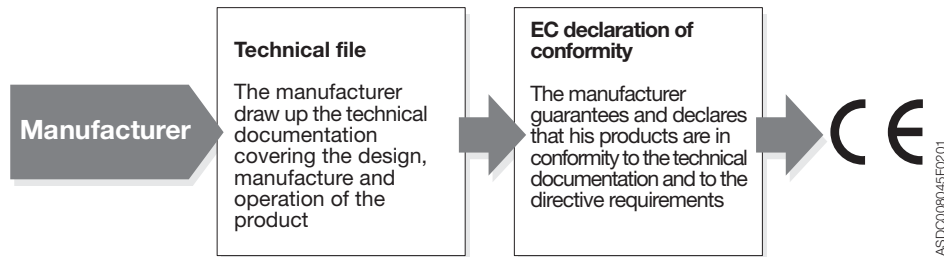 Manufacturer
Technical file
The manufacturer
draw up the technical
documentation
covering the design,
manufacture and
operation of the
product
EC declaration of
conformity
The manufacturer
guarantees and declares
that his products are in
conformity to the technical
documentation and to the
directive requirements
CE
ASDC008045F0201